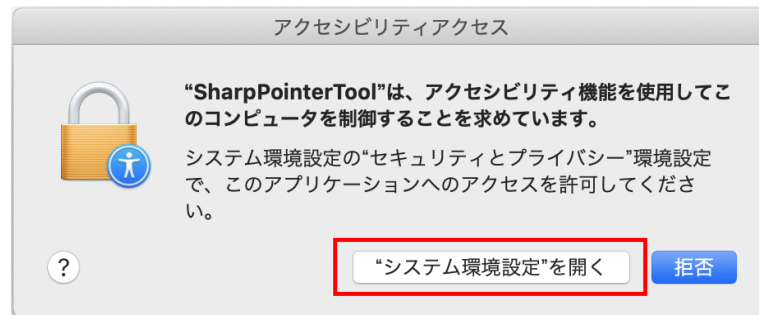 アクセシビリティアクセス
“SharpPointerTool”は、アクセシビリティ機能を使用してこ
のコンピュータを制御することを求めています。
システム環境設定の“セキュリティとプライバシー”環境設定
で、このアプリケーションへのアクセスを許可してくださ
い。
?
“システム環境設定”を開く
拒否